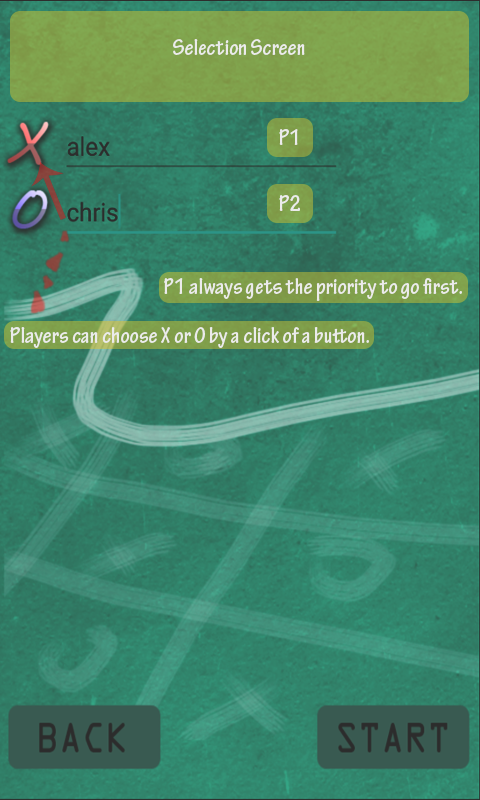 Selection Screen
X alex P1
O chris P2
P1 always gets the priority to go first.
Players can choose X or O by a click of a button.
BACK START